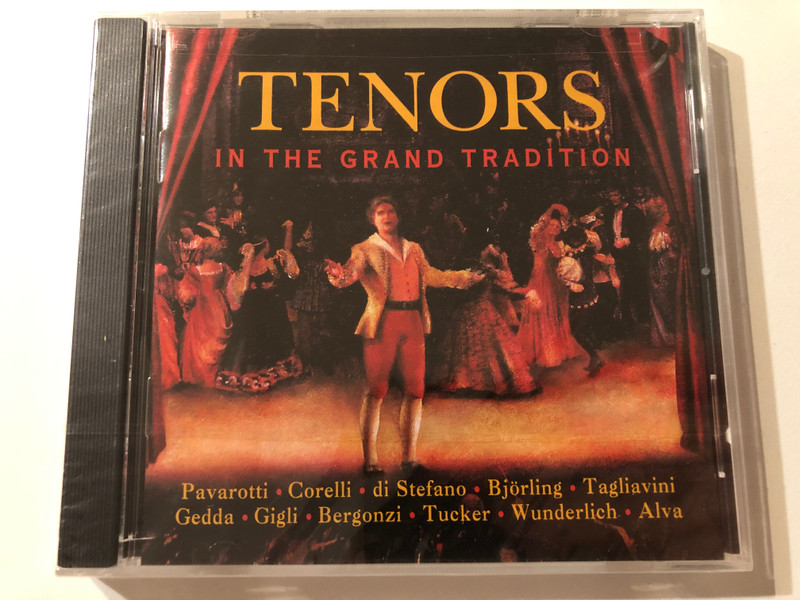 TENORS
IN THE GRAND TRADITION
Pavarotti • Corelli • di Stefano • Björling • Tagliavini
Gedda • Gigli • Bergonzi • Tucker • Wunderlich • Alva